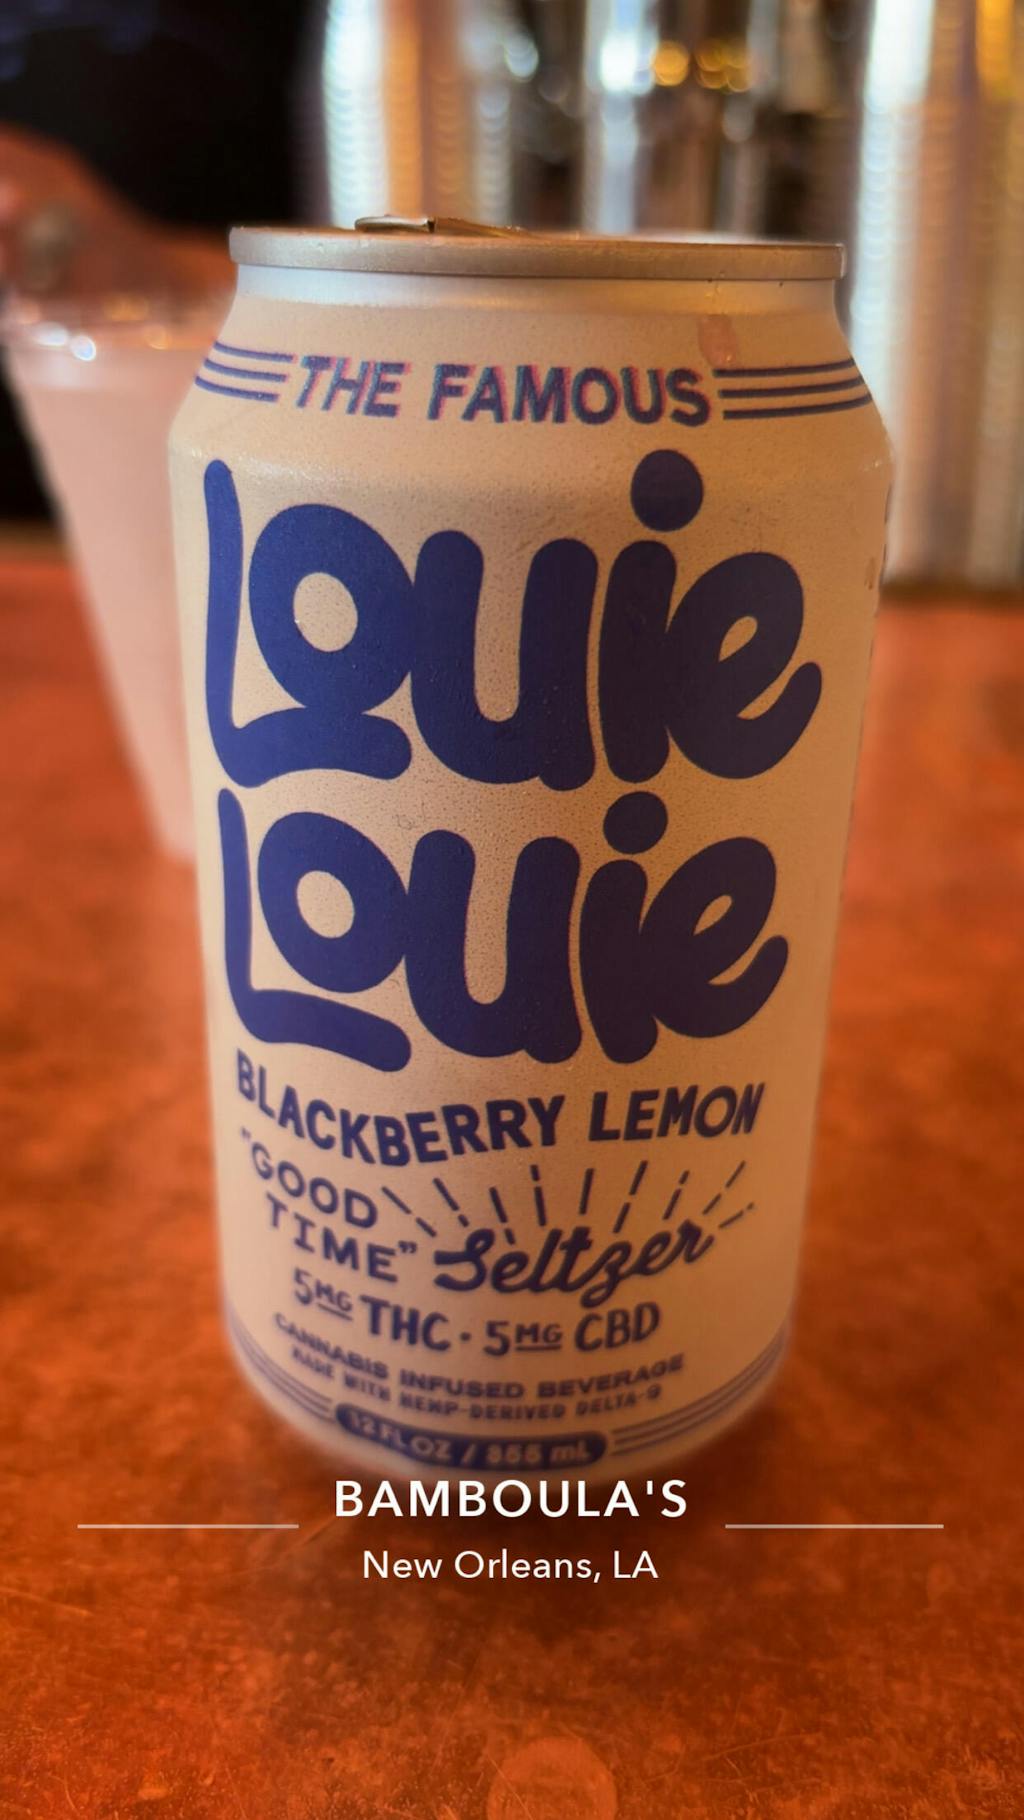 THE FAMOUS
Louie
Louie
BLACKBERRY LEMON
"GOOD
TIME" Seltzer
5MG THC · 5MG CBD
CANNABIS INFUSED BEVERAGE
MADE WITH HEMP-DERIVED DELTA-9
12 FL OZ / 355 mL
BAMBOULA'S
New Orleans, LA